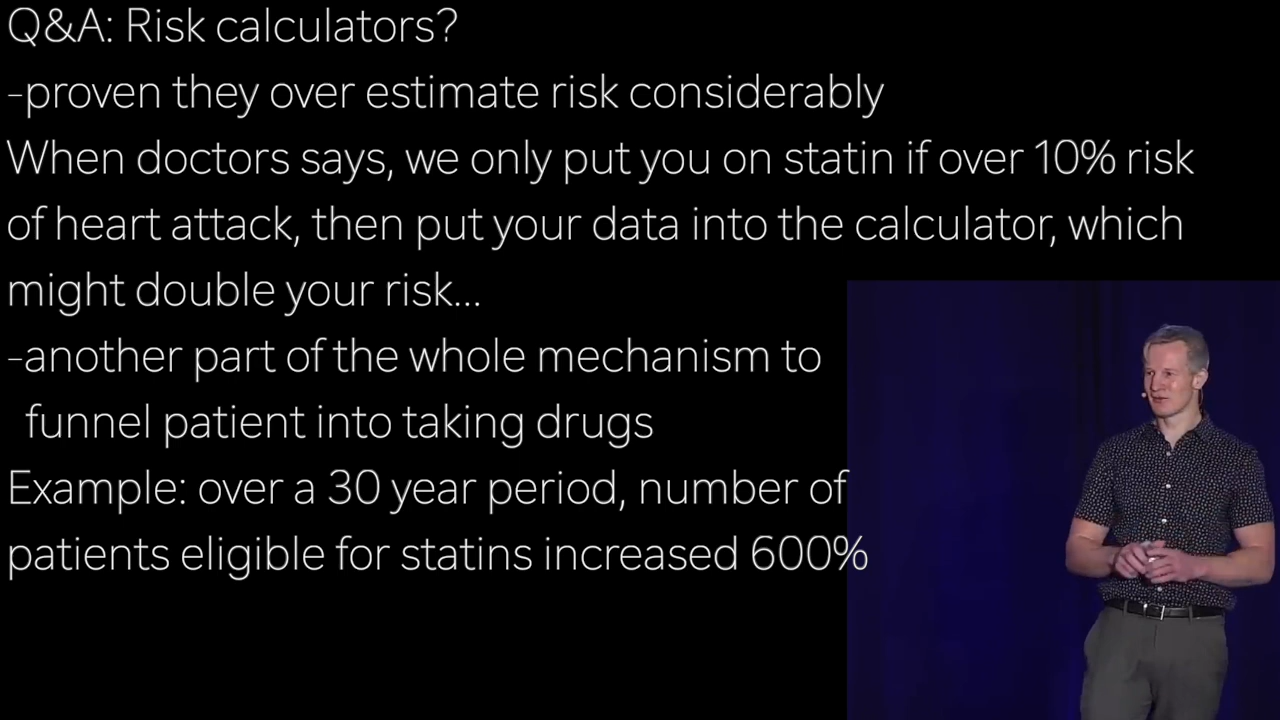 Q&A: Risk calculators?
-proven they over estimate risk considerably
When doctors says, we only put you on statin if over 10% risk
of heart attack, then put your data into the calculator, which
might double your risk...
-another part of the whole mechanism to
funnel patient into taking drugs
Example: over a 30 year period, number of
patients eligible for statins increased 600%